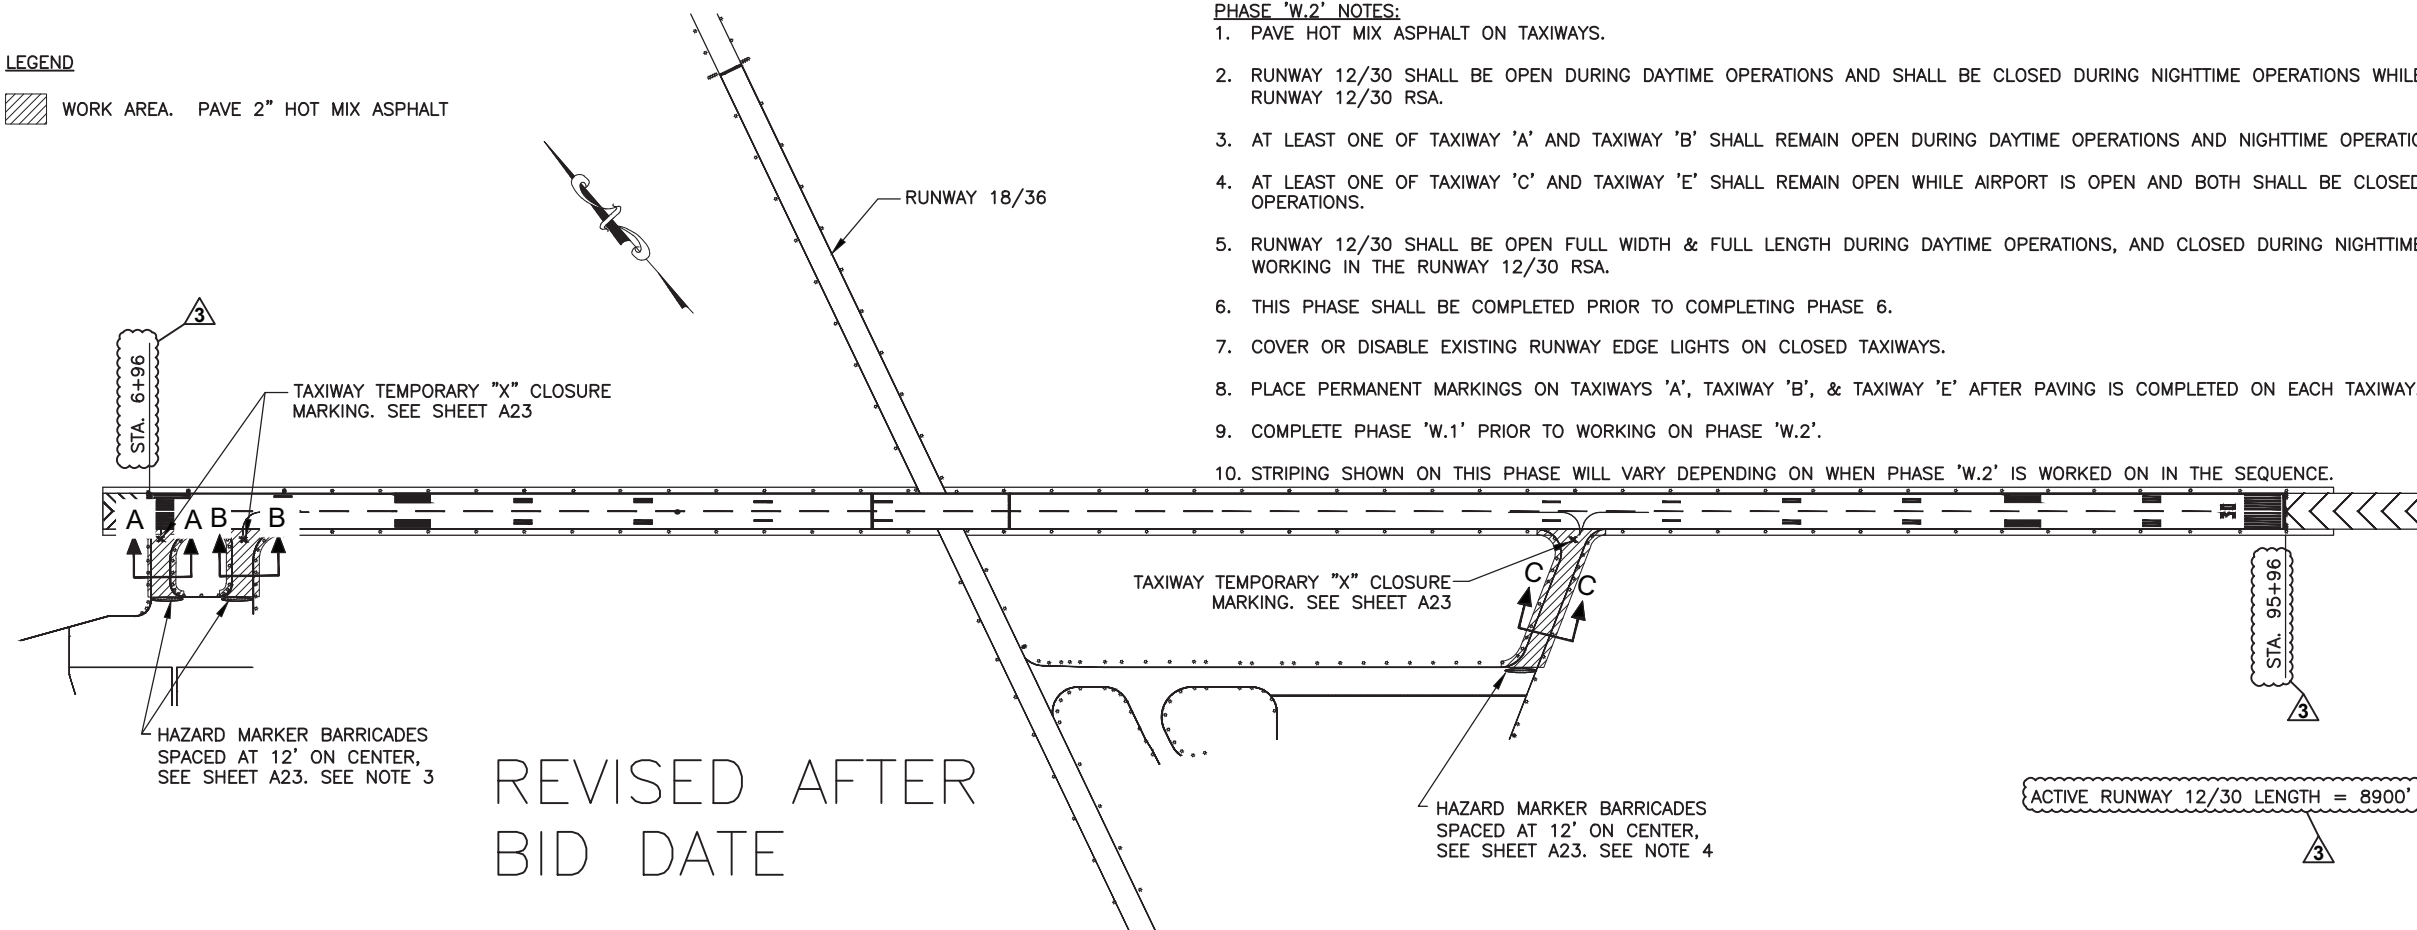 PHASE 'W.2' NOTES:
1. PAVE HOT MIX ASPHALT ON TAXIWAYS.
2. RUNWAY 12/30 SHALL BE OPEN DURING DAYTIME OPERATIONS AND SHALL BE CLOSED DURING NIGHTTIME OPERATIONS WHILE
RUNWAY 12/30 RSA.
3. AT LEAST ONE OF TAXIWAY 'A' AND TAXIWAY 'B' SHALL REMAIN OPEN DURING DAYTIME OPERATIONS AND NIGHTTIME
4. AT LEAST ONE OF TAXIWAY 'C' AND TAXIWAY 'E' SHALL REMAIN OPEN WHILE AIRPORT IS OPEN AND BOTH SHALL BE CLOSED
OPERATIONS.
5. RUNWAY 12/30 SHALL BE OPEN FULL WIDTH & FULL LENGTH DURING DAYTIME OPERATIONS, AND CLOSED DURING NIGHTTIME
WORKING IN THE RUNWAY 12/30 RSA.
6. THIS PHASE SHALL BE COMPLETED PRIOR TO COMPLETING PHASE 6.
7. COVER OR DISABLE EXISTING RUNWAY EDGE LIGHTS ON CLOSED TAXIWAYS.
8. PLACE PERMANENT MARKINGS ON TAXIWAYS 'A', TAXIWAY 'B', & TAXIWAY 'E' AFTER PAVING IS COMPLETED ON EACH TAXIWAY.
9. COMPLETE PHASE 'W.1' PRIOR TO WORKING ON PHASE 'W.2'.
10. STRIPING SHOWN ON THIS PHASE WILL VARY DEPENDING ON WHEN PHASE 'W.2' IS WORKED ON IN THE SEQUENCE.
LEGEND
WORK AREA. PAVE 2" HOT MIX ASPHALT
RUNWAY 18/36
3
STA. 6+96
TAXIWAY TEMPORARY "X" CLOSURE
MARKING. SEE SHEET A23
A A B B
TAXIWAY TEMPORARY "X" CLOSURE
MARKING. SEE SHEET A23
C C
STA. 95+96
3
HAZARD MARKER BARRICADES
SPACED AT 12' ON CENTER,
SEE SHEET A23. SEE NOTE 3
REVISED AFTER
BID DATE
HAZARD MARKER BARRICADES
SPACED AT 12' ON CENTER,
SEE SHEET A23. SEE NOTE 4
ACTIVE RUNWAY 12/30 LENGTH = 8900'
3